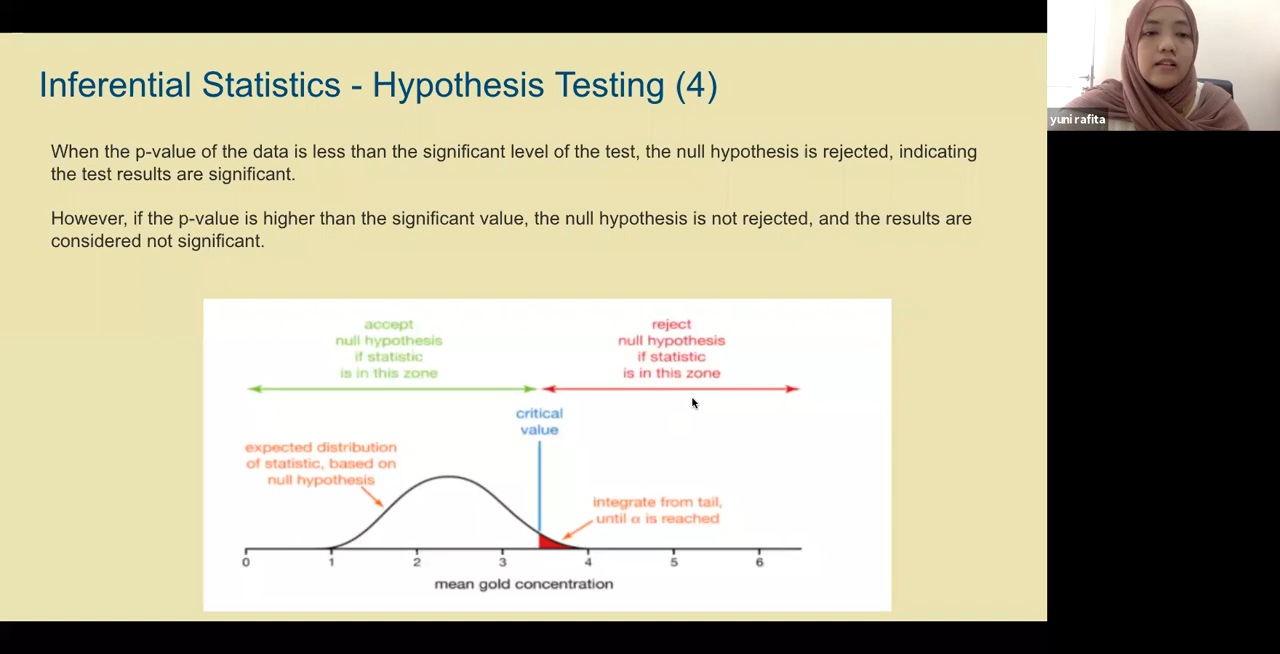 Inferential Statistics - Hypothesis Testing (4)
When the p-value of the data is less than the significant level of the test, the null hypothesis is rejected, indicating
the test results are significant.
However, if the p-value is higher than the significant value, the null hypothesis is not rejected, and the results are
considered not significant.
accept
null hypothesis
if statistic
is in this zone
reject
null hypothesis
if statistic
is in this zone
critical
value
expected distribution
of statistic, based on
null hypothesis
integrate from tail,
until α is reached
0 1 2 3 4 5 6
mean gold concentration
yuni rafita